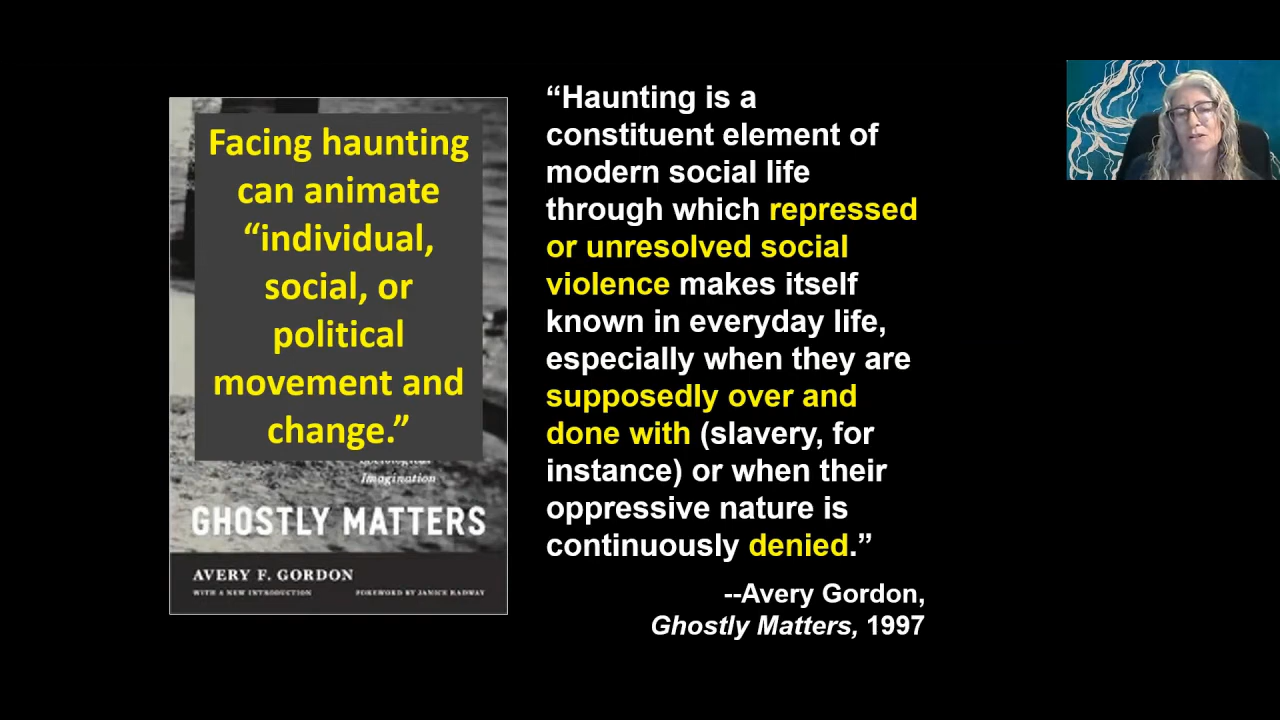 Facing haunting
can animate
“individual,
social, or
political
movement and
change.”
Imagination
GHOSTLY MATTERS
AVERY F. GORDON
WITH A NEW INTRODUCTION
FOREWORD BY JANICE RADWAY
“Haunting is a
constituent element of
modern social life
through which repressed
or unresolved social
violence makes itself
known in everyday life,
especially when they are
supposedly over and
done with (slavery, for
instance) or when their
oppressive nature is
continuously denied.”
--Avery Gordon,
Ghostly Matters, 1997